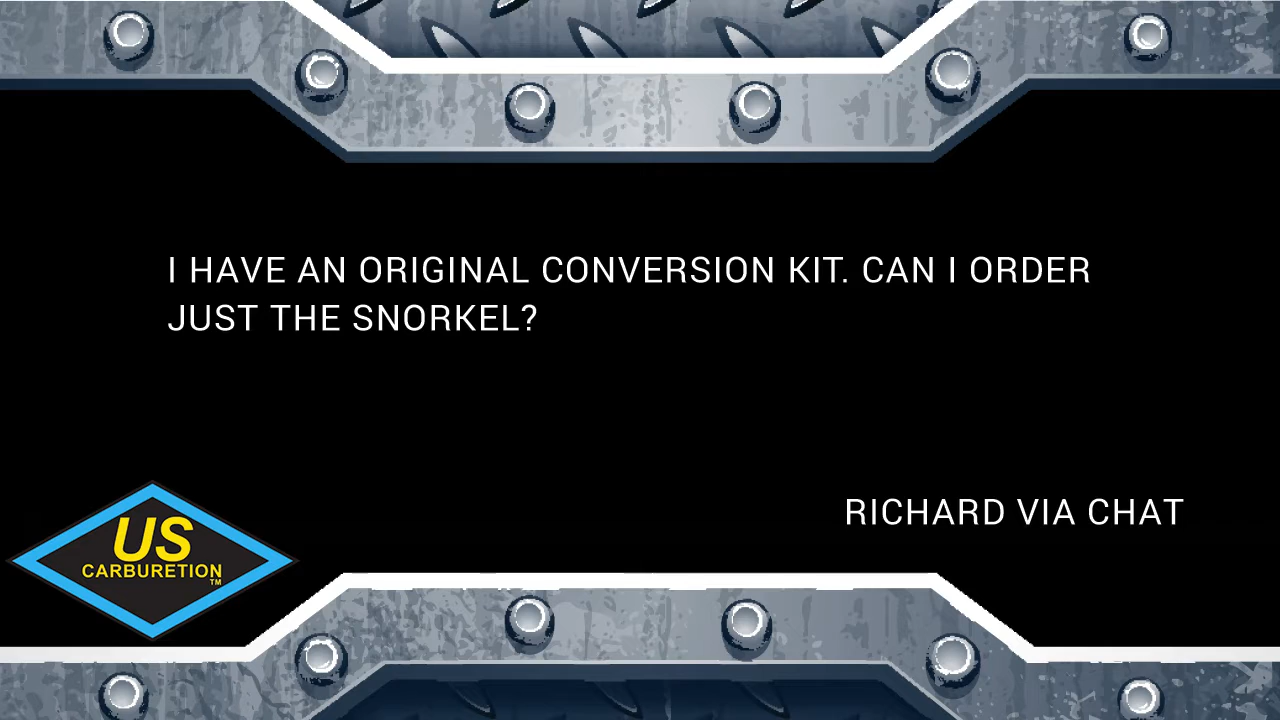 I HAVE AN ORIGINAL CONVERSION KIT. CAN I ORDER
JUST THE SNORKEL?
RICHARD VIA CHAT
US
CARBURETION
TM